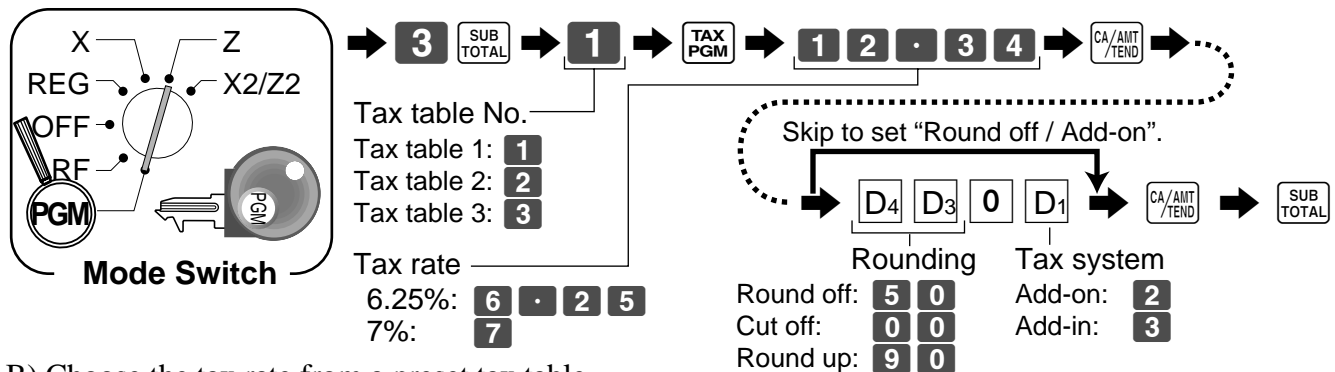 X Z
REG X2/Z2
OFF
RF
PGM
PGM
Mode Switch
3 SUB TOTAL 1 TAX PGM 1 2 · 3 4 CA/AMT /TEND
Tax table No.
Tax table 1: 1
Tax table 2: 2
Tax table 3: 3
Tax rate
6.25%: 6 · 2 5
7%: 7
Skip to set “Round off / Add-on”.
D4 D3 0 D1 CA/AMT /TEND SUB TOTAL
Rounding Tax system
Round off: 5 0 Add-on: 2
Cut off: 0 0 Add-in: 3
Round up: 9 0
B) Choose the tax rate from a preset tax table